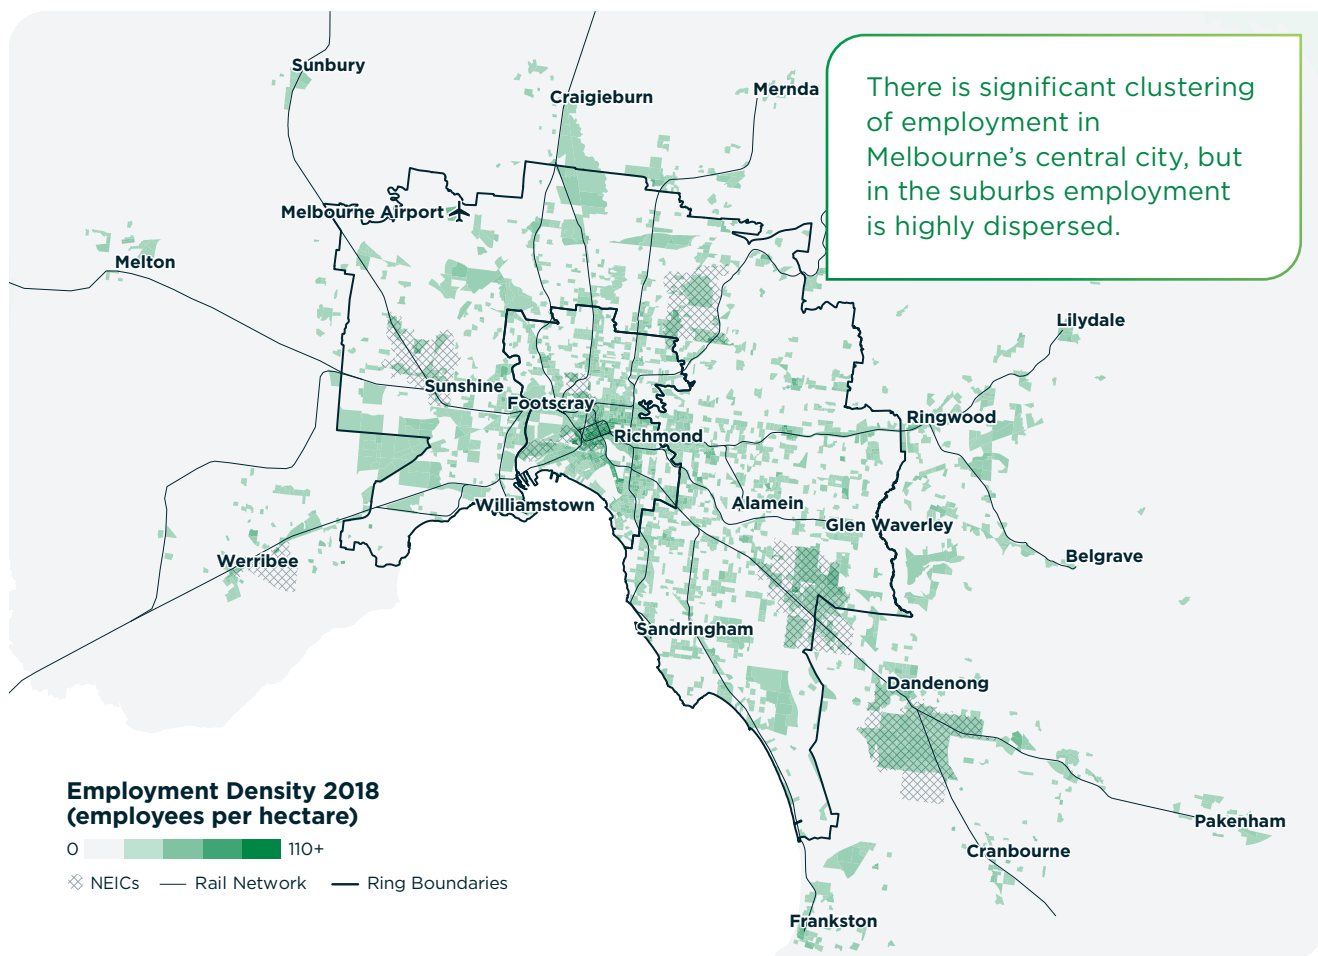 Sunbury
Craigieburn
Mernda
There is significant clustering
of employment in
Melbourne’s central city, but
in the suburbs employment
is highly dispersed.
Melbourne Airport
Melton
Lilydale
Sunshine
Footscray
Ringwood
Richmond
Williamstown
Alamein
Glen Waverley
Werribee
Belgrave
Sandringham
Dandenong
Pakenham
Cranbourne
Frankston
Employment Density 2018
(employees per hectare)
0 110+
NEICs Rail Network Ring Boundaries